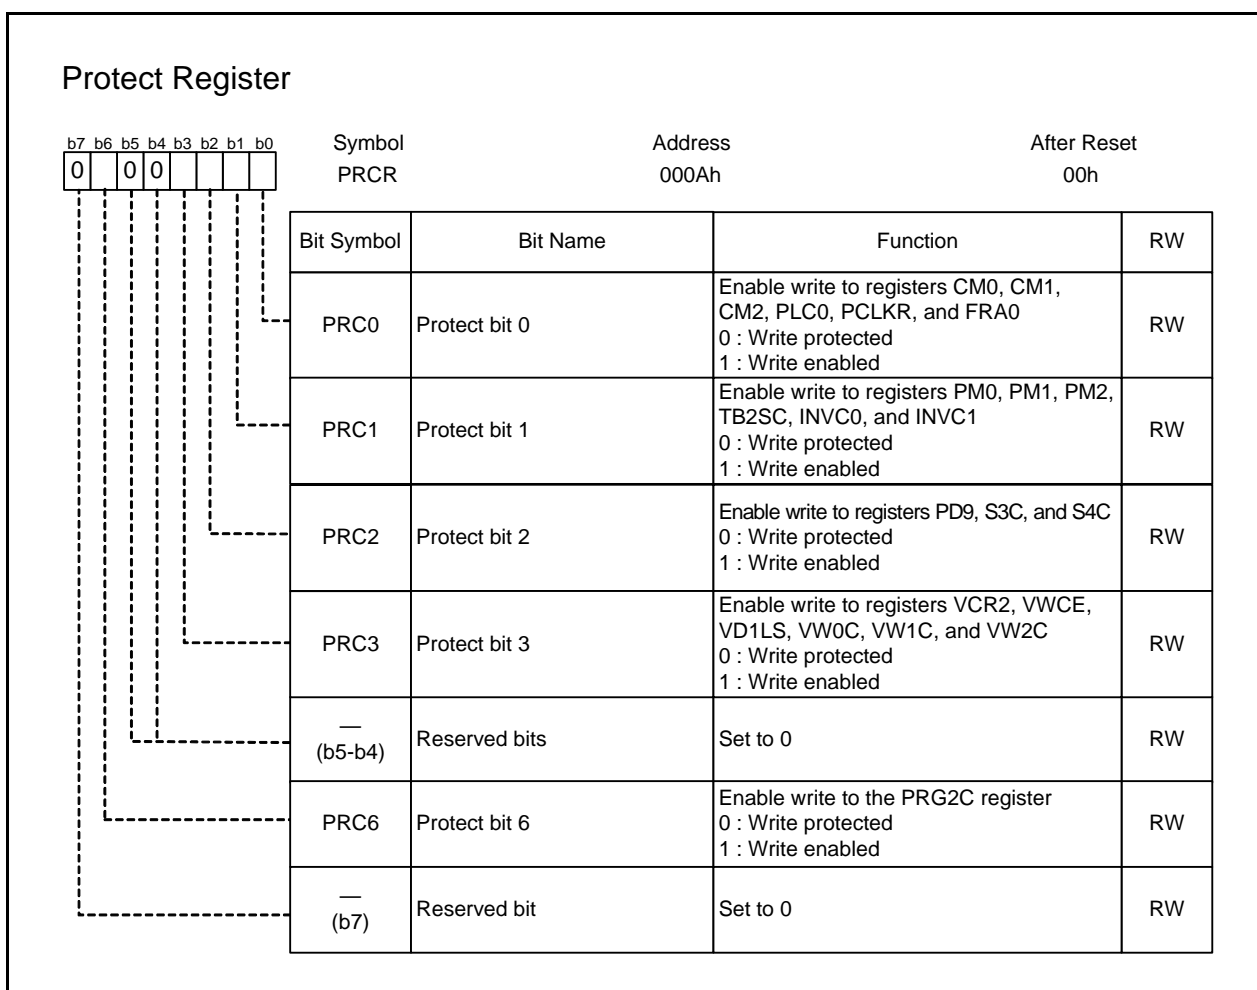 Protect Register
b7 b6 b5 b4 b3 b2 b1 b0
0 0 0
Symbol Address After Reset
PRCR 000Ah 00h
Bit Symbol Bit Name Function RW
PRC0 Protect bit 0 Enable write to registers CM0, CM1,
CM2, PLC0, PCLKR, and FRA0
0 : Write protected
1 : Write enabled RW
PRC1 Protect bit 1 Enable write to registers PM0, PM1, PM2,
TB2SC, INVC0, and INVC1
0 : Write protected
1 : Write enabled RW
PRC2 Protect bit 2 Enable write to registers PD9, S3C, and S4C
0 : Write protected
1 : Write enabled RW
PRC3 Protect bit 3 Enable write to registers VCR2, VWCE,
VD1LS, VW0C, VW1C, and VW2C
0 : Write protected
1 : Write enabled RW
—
(b5-b4) Reserved bits Set to 0 RW
PRC6 Protect bit 6 Enable write to the PRG2C register
0 : Write protected
1 : Write enabled RW
—
(b7) Reserved bit Set to 0 RW